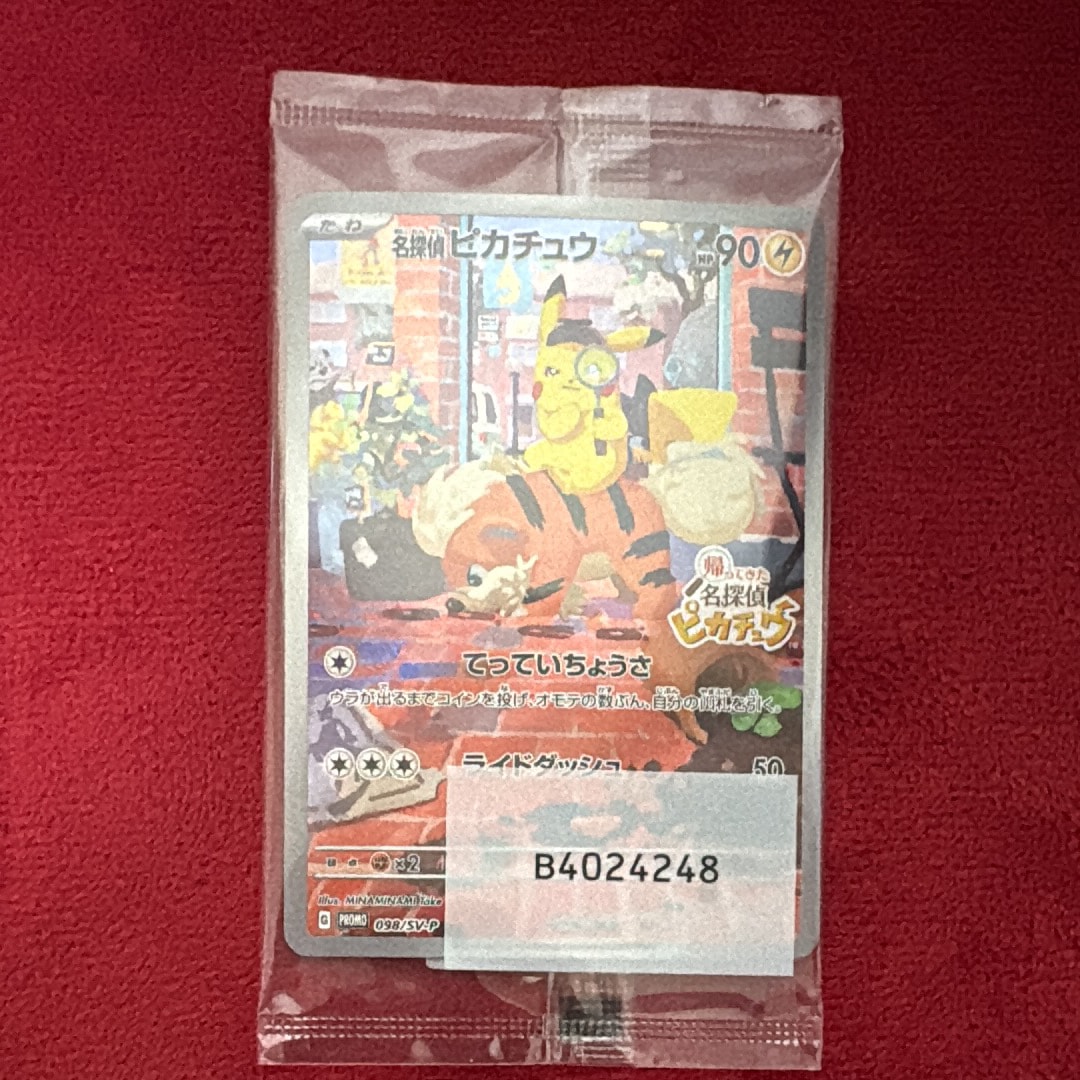 たね
名探偵ピカチュウ HP90
帰ってきた
名探偵
ピカチュウ
てっていちょうさ
ウラが出るまでコインを投げ、オモテの数ぶん、自分の山札を引く。
ライドダッシュ 50
×2
B4024248
Illus. MINAMINAMI Take
G PROMO 098/SV-P